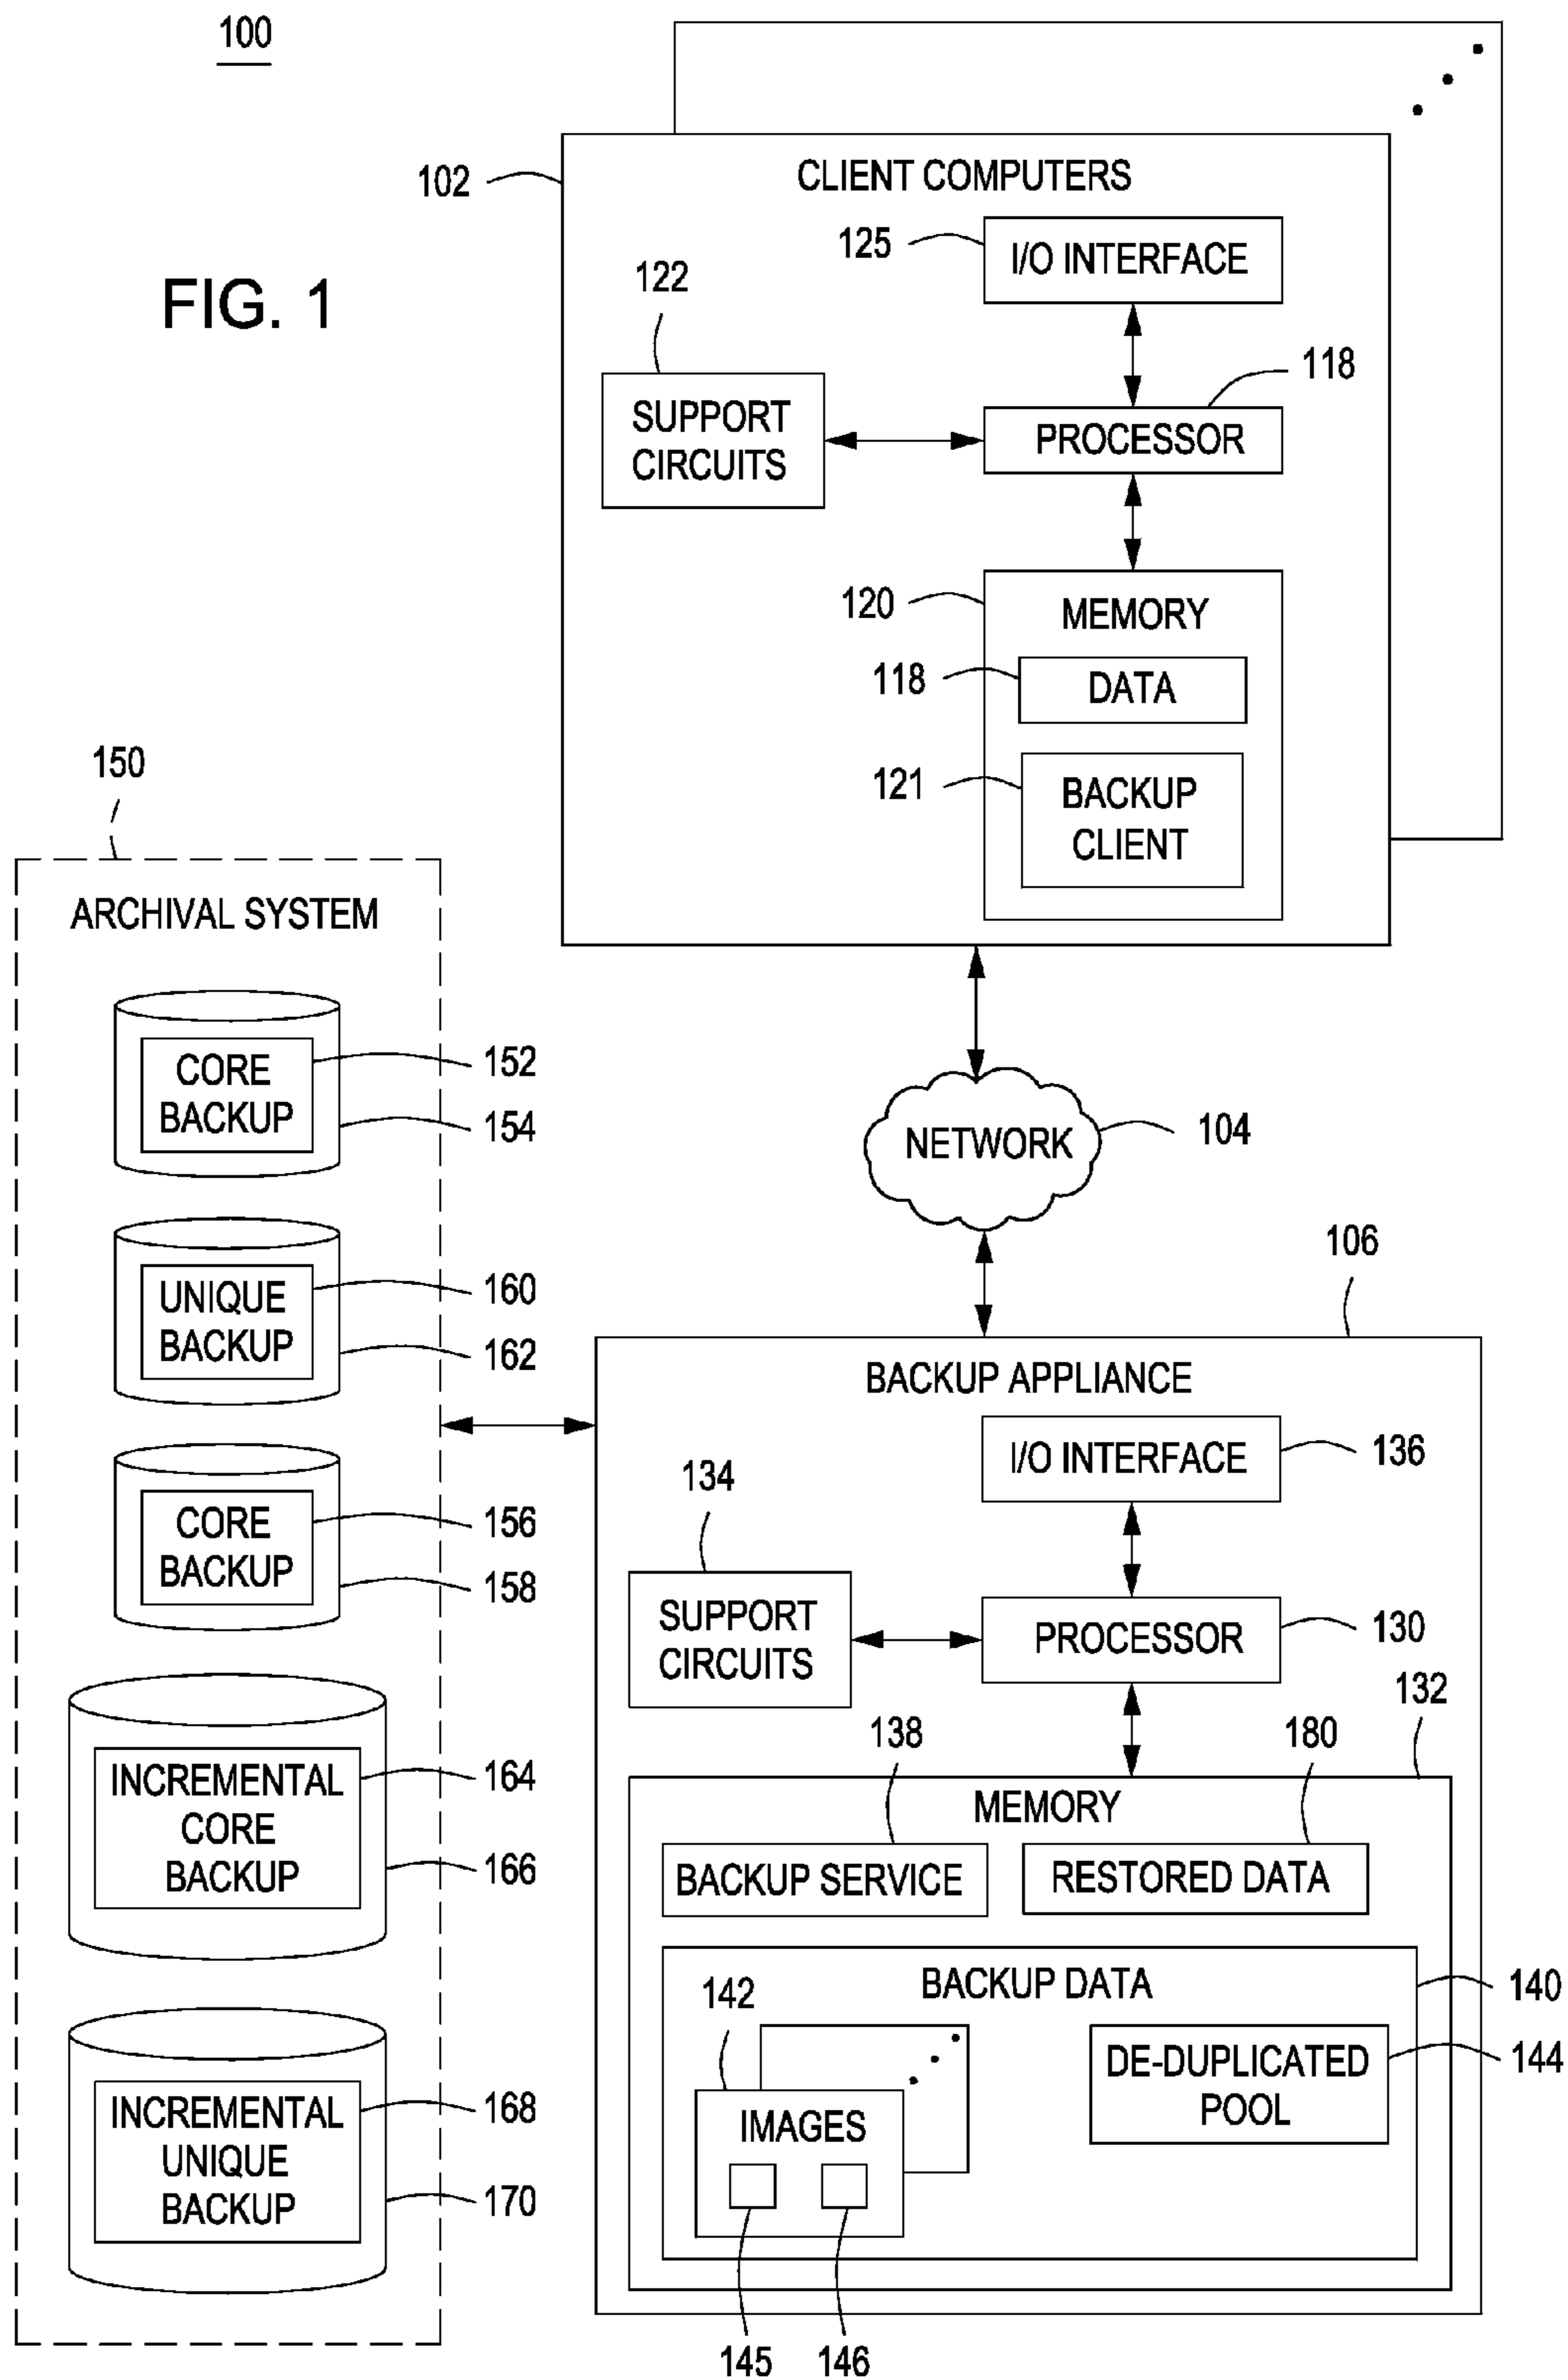 100
FIG. 1
102
CLIENT COMPUTERS
125
I/O INTERFACE
122
SUPPORT
CIRCUITS
118
PROCESSOR
120
MEMORY
118
DATA
121
BACKUP
CLIENT
150
ARCHIVAL SYSTEM
CORE
BACKUP
152
154
UNIQUE
BACKUP
160
162
CORE
BACKUP
156
158
INCREMENTAL
CORE
BACKUP
164
166
INCREMENTAL
UNIQUE
BACKUP
168
170
NETWORK
104
106
BACKUP APPLIANCE
I/O INTERFACE
136
134
SUPPORT
CIRCUITS
PROCESSOR
130
132
138
180
MEMORY
BACKUP SERVICE
RESTORED DATA
BACKUP DATA
140
142
IMAGES
DE-DUPLICATED
POOL
144
145
146